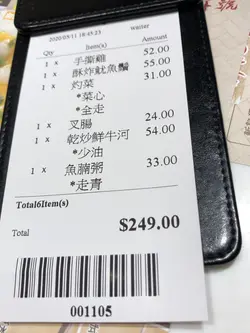 2020/03/11 18:45:23 waiter
Qty Item(s) Amount
1 x 手撕雞 52.00
1 x 酥炸魷魚鬚 55.00
1 x 灼菜 31.00
*菜心
*全走
1 x 叉腸 24.00
1 x 乾炒鮮牛河 54.00
*少油
1 x 魚腩粥 33.00
*走青
Total6Item(s)
Total $249.00
001105